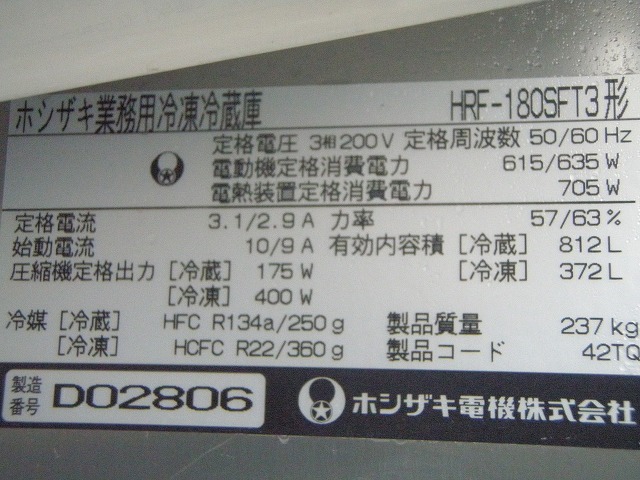 ホシザキ業務用冷凍冷蔵庫 HRF-180SFT3形
定格電圧 3相200V 定格周波数 50/60 Hz
電動機定格消費電力 615/635 W
電熱装置定格消費電力 705 W
定格電流 3.1/2.9 A 力率 57/63 %
始動電流 10/9 A 有効内容積 [冷蔵] 812 L
圧縮機定格出力 [冷蔵] 175 W [冷凍] 372 L
[冷凍] 400 W
冷媒 [冷蔵] HFC R134a/250 g 製品質量 237 kg
[冷凍] HCFC R22/360 g 製品コード 42TQ
製造番号 D02806 ホシザキ電機株式会社